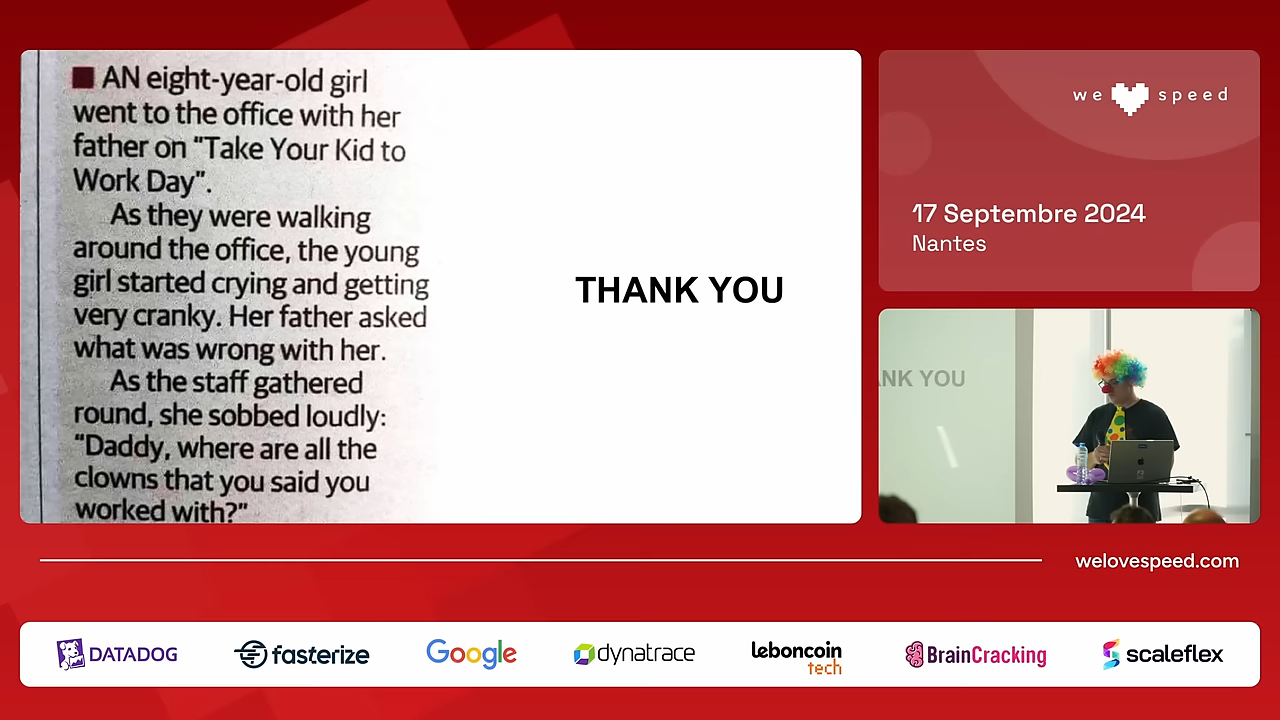 AN eight-year-old girl
went to the office with her
father on "Take Your Kid to
Work Day".
As they were walking
around the office, the young
girl started crying and getting
very cranky. Her father asked
what was wrong with her.
As the staff gathered
round, she sobbed loudly:
"Daddy, where are all the
clowns that you said you
worked with?"
THANK YOU
we speed
17 Septembre 2024
Nantes
ANK YOU
welovespeed.com
DATADOG
fasterize
Google
dynatrace
leboncoin
tech
BrainCracking
scaleflex